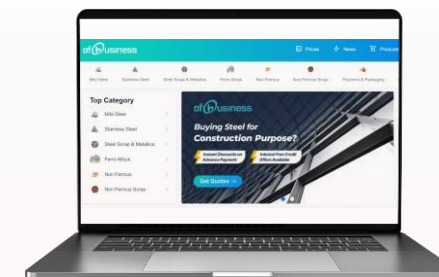 ofBusiness
Prices
News
Products
Mild Steel
Stainless Steel
Steel Scrap & Metallics
Ferro Alloys
Non Ferrous
Non Ferrous Scrap
Polymers & Packaging
Top Category
Mild Steel
Stainless Steel
Steel Scrap & Metallics
Ferro Alloys
Non Ferrous
Non Ferrous Scrap
ofBusiness
Buying Steel for
Construction Purpose?
Instant Discounts on
Advance Payment
Interest Free Credit
Offers Available
Get Quotes